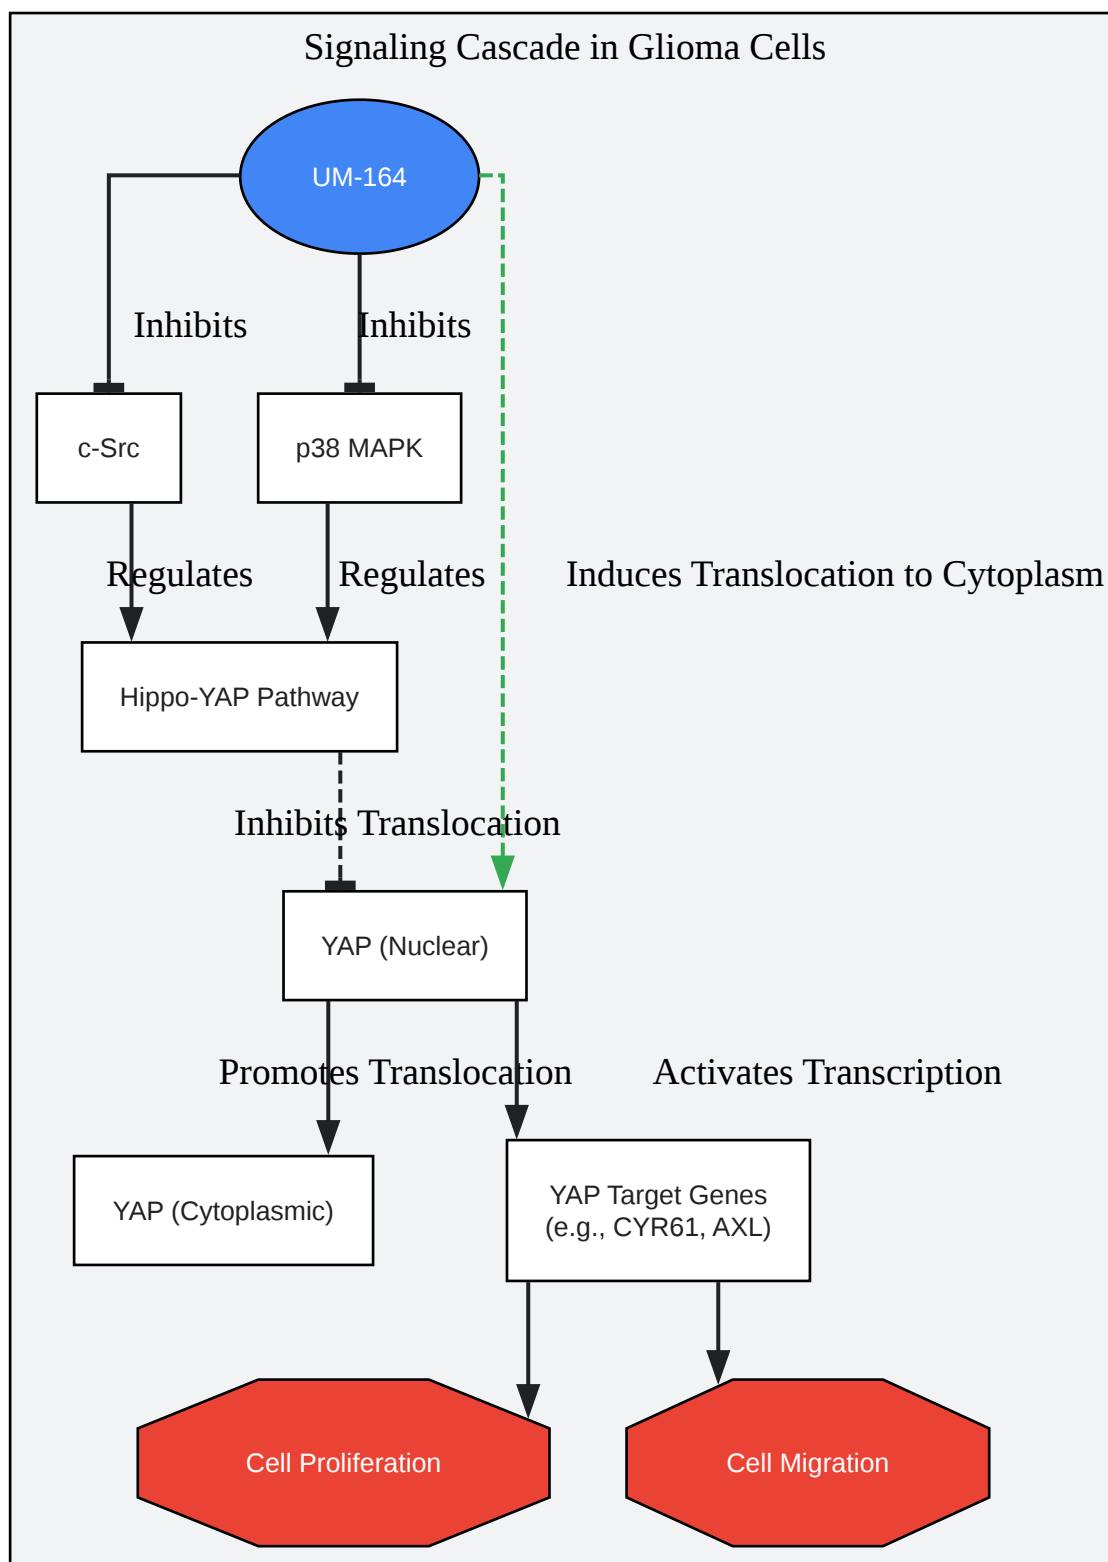 Signaling Cascade in Glioma Cells
UM-164
Inhibits
Inhibits
c-Src
p38 MAPK
Regulates
Regulates
Induces Translocation to Cytoplasm
Hippo-YAP Pathway
Inhibits Translocation
YAP (Nuclear)
Promotes Translocation
Activates Transcription
YAP (Cytoplasmic)
YAP Target Genes
(e.g., CYR61, AXL)
Cell Proliferation
Cell Migration